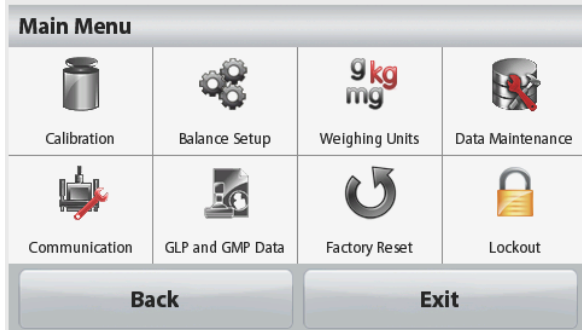 Main Menu
g kg
mg
Calibration
Balance Setup
Weighing Units
Data Maintenance
Communication
GLP and GMP Data
Factory Reset
Lockout
Back
Exit